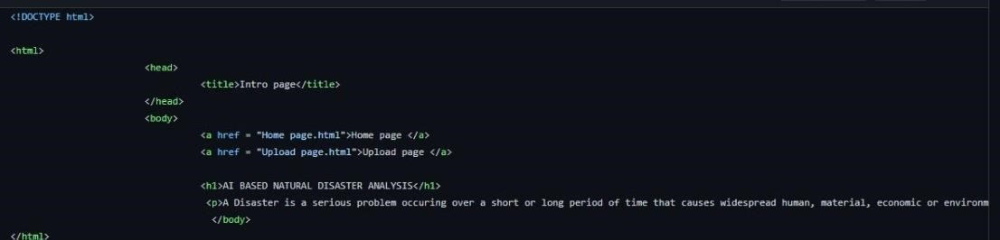 <!DOCTYPE html>
<html>
<head>
<title>Intro page</title>
</head>
<body>
<a href = "Home page.html">Home page </a>
<a href = "Upload page.html">Upload page </a>
<h1>AI BASED NATURAL DISASTER ANALYSIS</h1>
<p>A Disaster is a serious problem occuring over a short or long period of time that causes widespread human, material, economic or environm
</body>
</html>